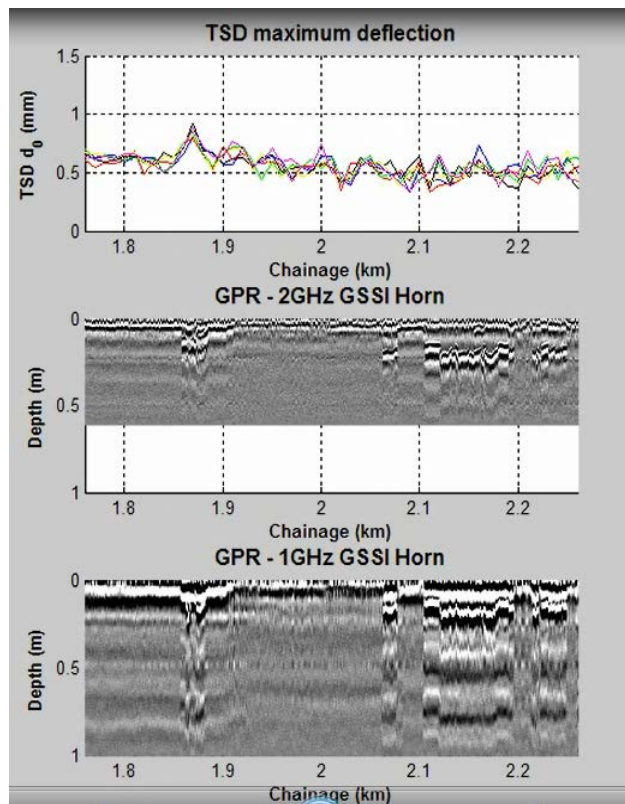 TSD maximum deflection
1.5
1
0.5
0
TSD d0 (mm)
1.8 1.9 2 2.1 2.2
Chainage (km)
GPR - 2GHz GSSI Horn
0
0.5
1
Depth (m)
1.8 1.9 2 2.1 2.2
Chainage (km)
GPR - 1GHz GSSI Horn
0
0.5
1
Depth (m)
1.8 1.9 2 2.1 2.2
Chainage (km)